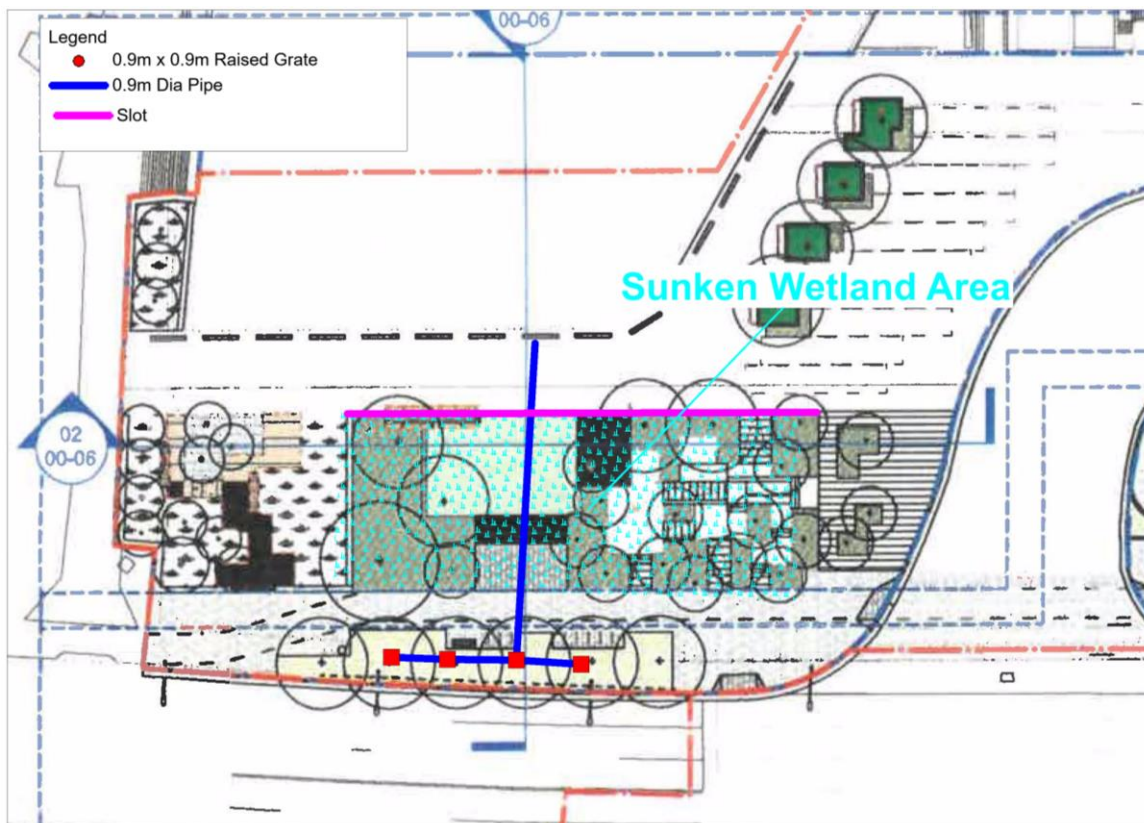 00-06
Legend
0.9m x 0.9m Raised Grate
0.9m Dia Pipe
Slot
Sunken Wetland Area
02
00-06